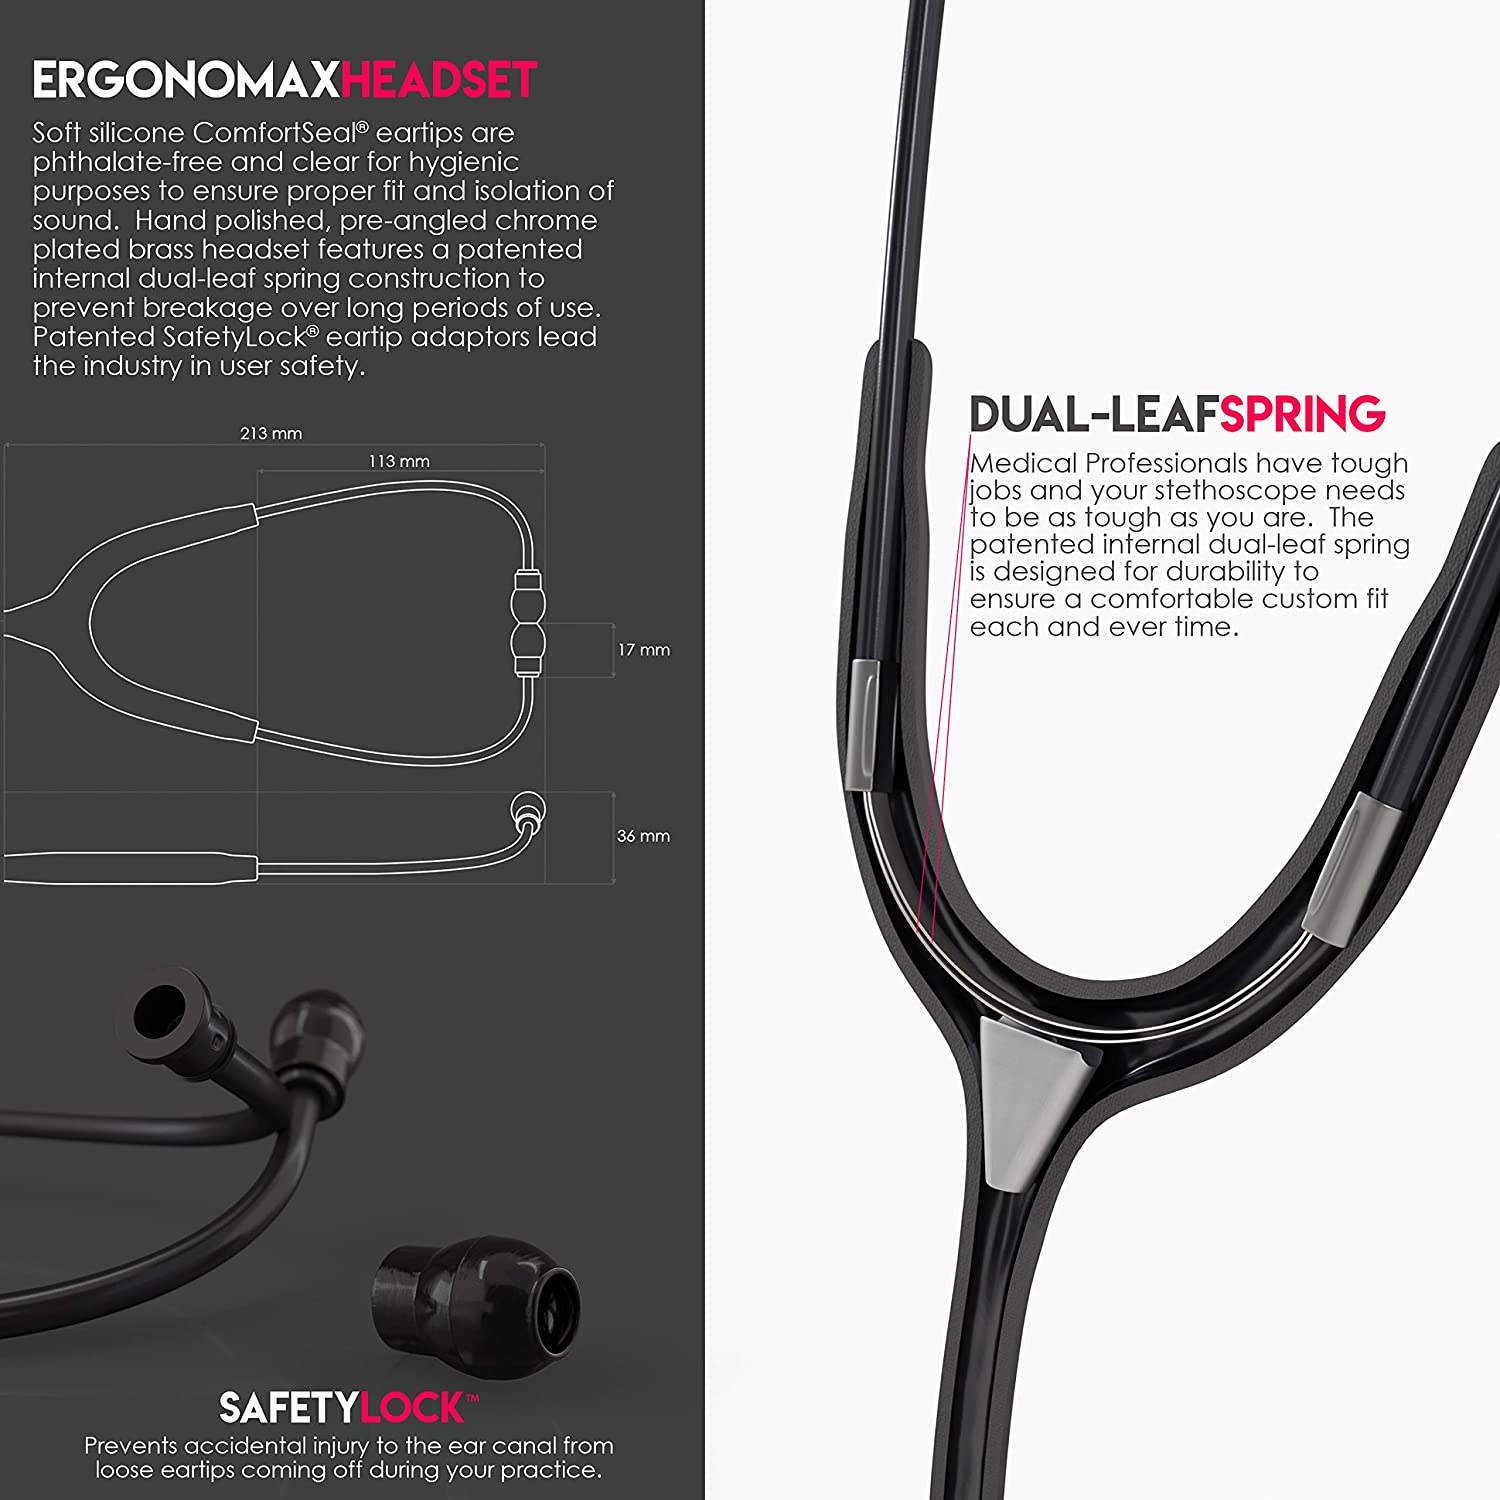 ERGONOMAXHEADSET
Soft silicone ComfortSeal® eartips are
phthalate-free and clear for hygienic
purposes to ensure proper fit and isolation of
sound.  Hand polished, pre-angled chrome
plated brass headset features a patented
internal dual-leaf spring construction to
prevent breakage over long periods of use.
Patented SafetyLock® eartip adaptors lead
the industry in user safety.
213 mm
113 mm
17 mm
36 mm
SAFETYLOCK™
Prevents accidental injury to the ear canal from
loose eartips coming off during your practice.
DUAL-LEAFSPRING
Medical Professionals have tough
jobs and your stethoscope needs
to be as tough as you are.  The
patented internal dual-leaf spring
is designed for durability to
ensure a comfortable custom fit
each and ever time.